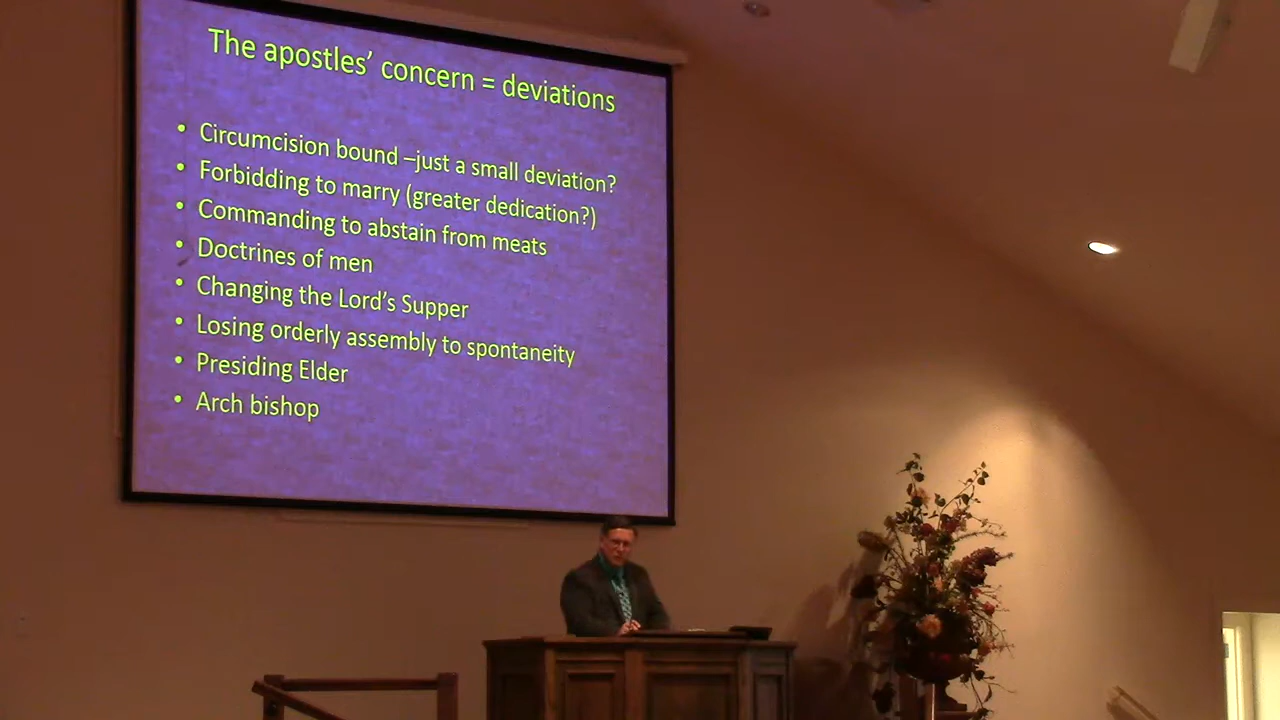 The apostles' concern = deviations
• Circumcision bound –just a small deviation?
• Forbidding to marry (greater dedication?)
• Commanding to abstain from meats
• Doctrines of men
• Changing the Lord's Supper
• Losing orderly assembly to spontaneity
• Presiding Elder
• Arch bishop